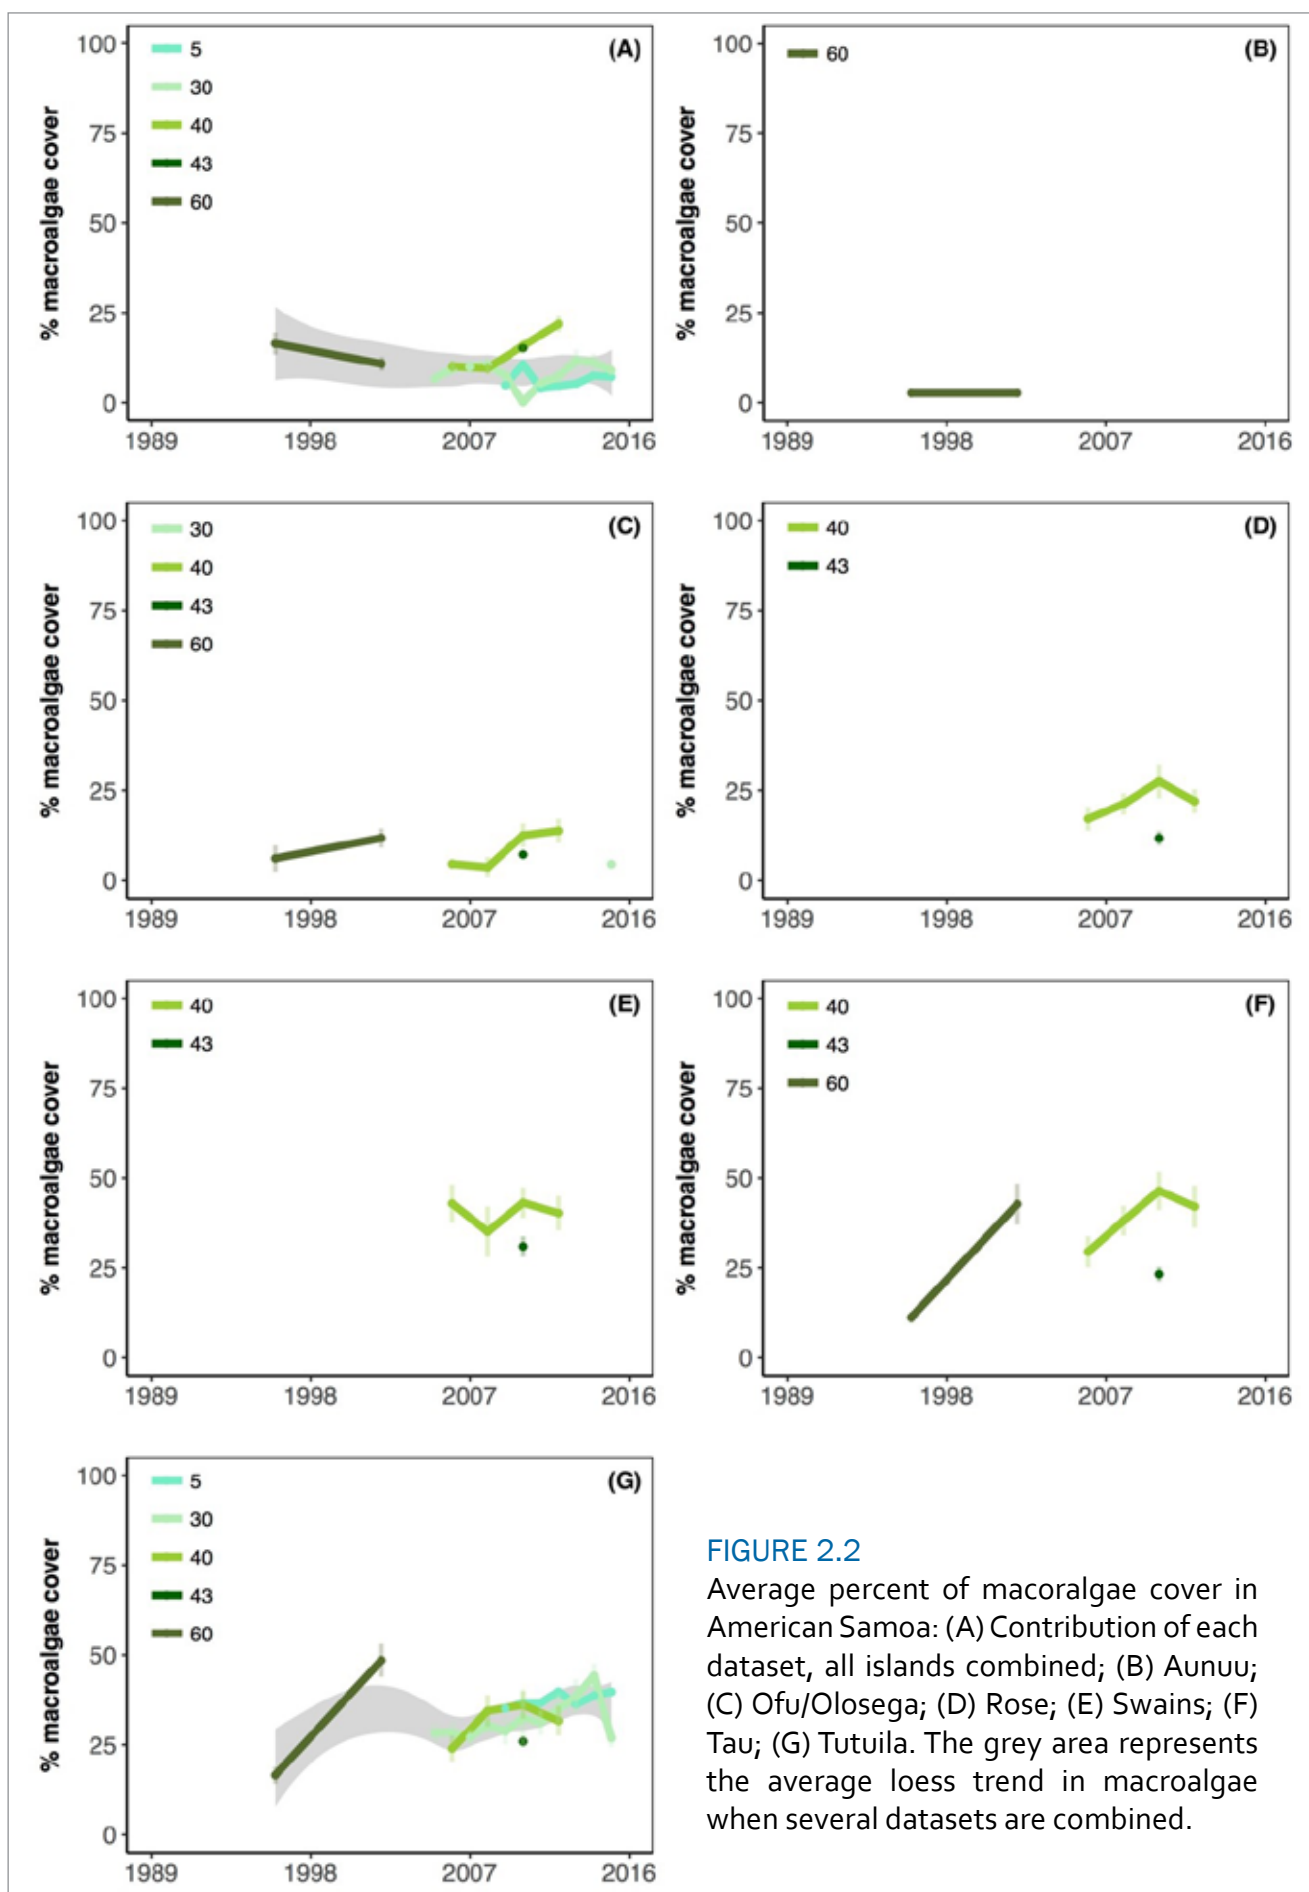 % macroalgae cover
100
75
50
25
0
5
30
40
43
60
(A)
1989 1998 2007 2016
% macroalgae cover
100
75
50
25
0
60
(B)
1989 1998 2007 2016
% macroalgae cover
100
75
50
25
0
30
40
43
60
(C)
1989 1998 2007 2016
% macroalgae cover
100
75
50
25
0
40
43
(D)
1989 1998 2007 2016
% macroalgae cover
100
75
50
25
0
40
43
(E)
1989 1998 2007 2016
% macroalgae cover
100
75
50
25
0
40
43
60
(F)
1989 1998 2007 2016
% macroalgae cover
100
75
50
25
0
5
30
40
43
60
(G)
1989 1998 2007 2016
FIGURE 2.2
Average percent of macoralgae cover in
American Samoa: (A) Contribution of each
dataset, all islands combined; (B) Aunuu;
(C) Ofu/Olosega; (D) Rose; (E) Swains; (F)
Tau; (G) Tutuila. The grey area represents
the average loess trend in macroalgae
when several datasets are combined.